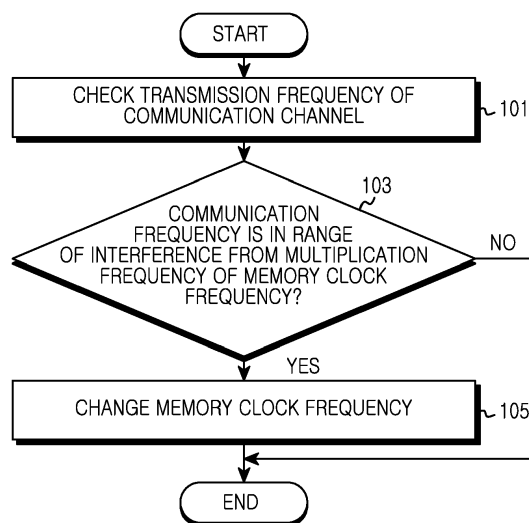 START
CHECK TRANSMISSION FREQUENCY OF
COMMUNICATION CHANNEL
101
103
COMMUNICATION
FREQUENCY IS IN RANGE
OF INTERFERENCE FROM MULTIPLICATION
FREQUENCY OF MEMORY CLOCK
FREQUENCY?
NO
YES
CHANGE MEMORY CLOCK FREQUENCY
105
END